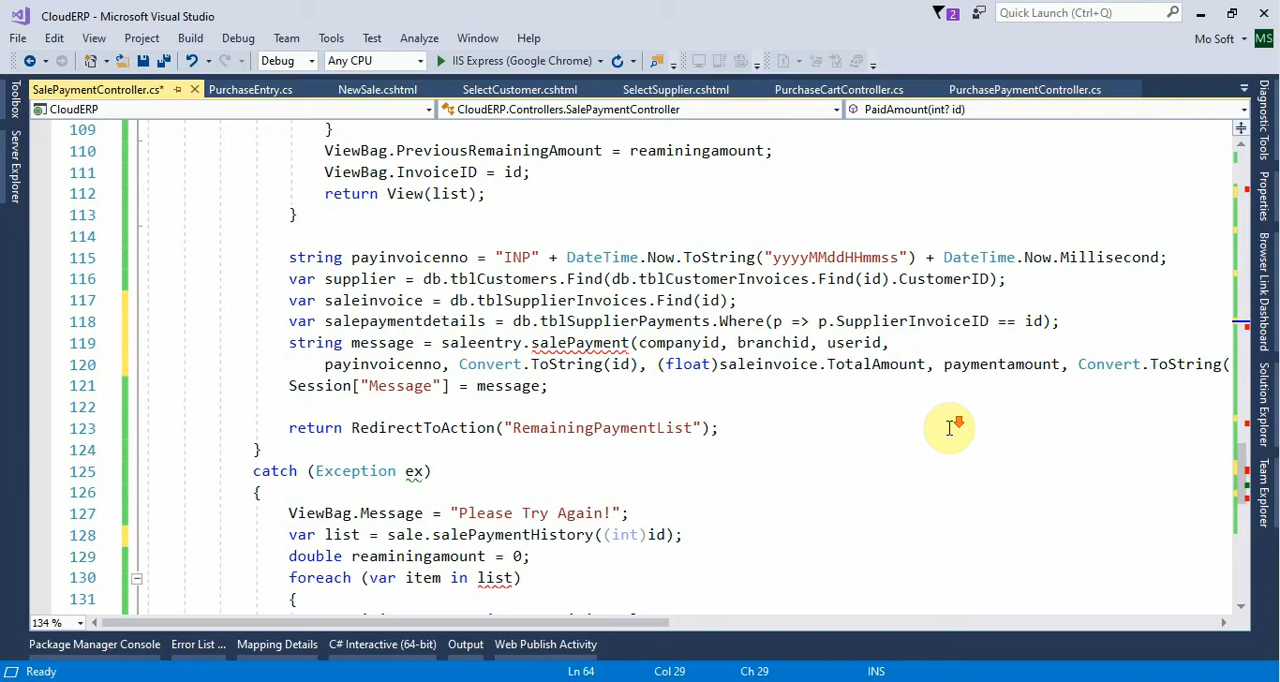 CloudERP - Microsoft Visual Studio
2
Quick Launch (Ctrl+Q)
File Edit View Project Build Debug Team Tools Test Analyze Window Help
Mo Soft MS
Debug Any CPU IIS Express (Google Chrome)
SalePaymentController.cs* PurchaseEntry.cs NewSale.cshtml SelectCustomer.cshtml SelectSupplier.cshtml PurchaseCartController.cs PurchasePaymentController.cs
CloudERP CloudERP.Controllers.SalePaymentController PaidAmount(int? id)
Toolbox
Server Explorer
Diagnostic Tools
Properties
Browser Link Dashboard
Solution Explorer
Team Explorer
109 }
110 ViewBag.PreviousRemainingAmount = reaminingamount;
111 ViewBag.InvoiceID = id;
112 return View(list);
113 }
114
115 string payinvoicenno = "INP" + DateTime.Now.ToString("yyyyMMddHHmmss") + DateTime.Now.Millisecond;
116 var supplier = db.tblCustomers.Find(db.tblCustomerInvoices.Find(id).CustomerID);
117 var saleinvoice = db.tblSupplierInvoices.Find(id);
118 var salepaymentdetails = db.tblSupplierPayments.Where(p => p.SupplierInvoiceID == id);
119 string message = saleentry.salePayment(companyid, branchid, userid,
120 payinvoicenno, Convert.ToString(id), (float)saleinvoice.TotalAmount, paymentamount, Convert.ToString(
121 Session["Message"] = message;
122
123 return RedirectToAction("RemainingPaymentList");
124 }
125 catch (Exception ex)
126 {
127 ViewBag.Message = "Please Try Again!";
128 var list = sale.salePaymentHistory((int)id);
129 double reaminingamount = 0;
130 foreach (var item in list)
131 {
134 %
Package Manager Console Error List ... Mapping Details C# Interactive (64-bit) Output Web Publish Activity
Ready Ln 64 Col 29 Ch 29 INS